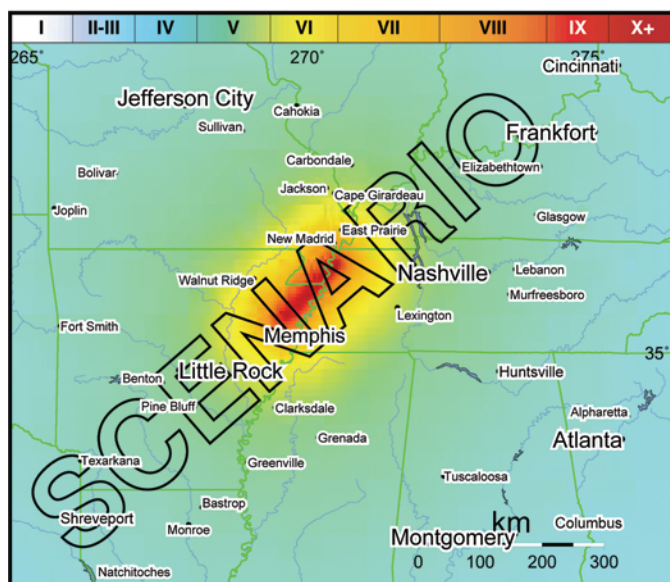 I II-III IV V VI VII VIII IX X+
265° 270° 275°
Cincinnati
Jefferson City
Cahokia
Sullivan
Frankfort
Carbondale
Elizabethtown
Bolivar
Jackson
Cape Girardeau
Joplin
Glasgow
East Prairie
New Madrid
Nashville
Lebanon
Walnut Ridge
Murfreesboro
Lexington
Fort Smith
Memphis
35°
Little Rock
Huntsville
Benton
Pine Bluff
Clarksdale
Alpharetta
Grenada
Atlanta
Texarkana
Greenville
Tuscaloosa
Bastrop
Shreveport
Monroe
Montgomery
km
Columbus
0 100 200 300
Natchitoches
SCENARIO